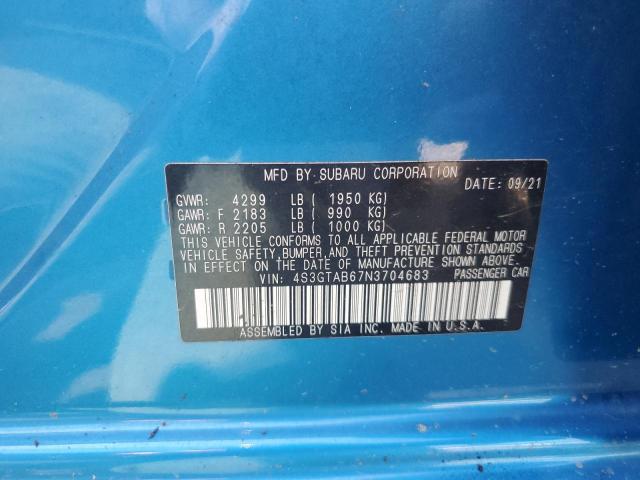 MFD BY SUBARU CORPORATION
DATE: 09/21
GVWR: 4299 LB ( 1950 KG)
GAWR: F 2183 LB ( 990 KG)
GAWR: R 2205 LB ( 1000 KG)
THIS VEHICLE CONFORMS TO ALL APPLICABLE FEDERAL MOTOR
VEHICLE SAFETY, BUMPER, AND THEFT PREVENTION STANDARDS
IN EFFECT ON THE DATE OF MANUFACTURE SHOWN ABOVE.
VIN: 4S3GTAB67N3704683 PASSENGER CAR
ASSEMBLED BY SIA INC. MADE IN U.S.A.